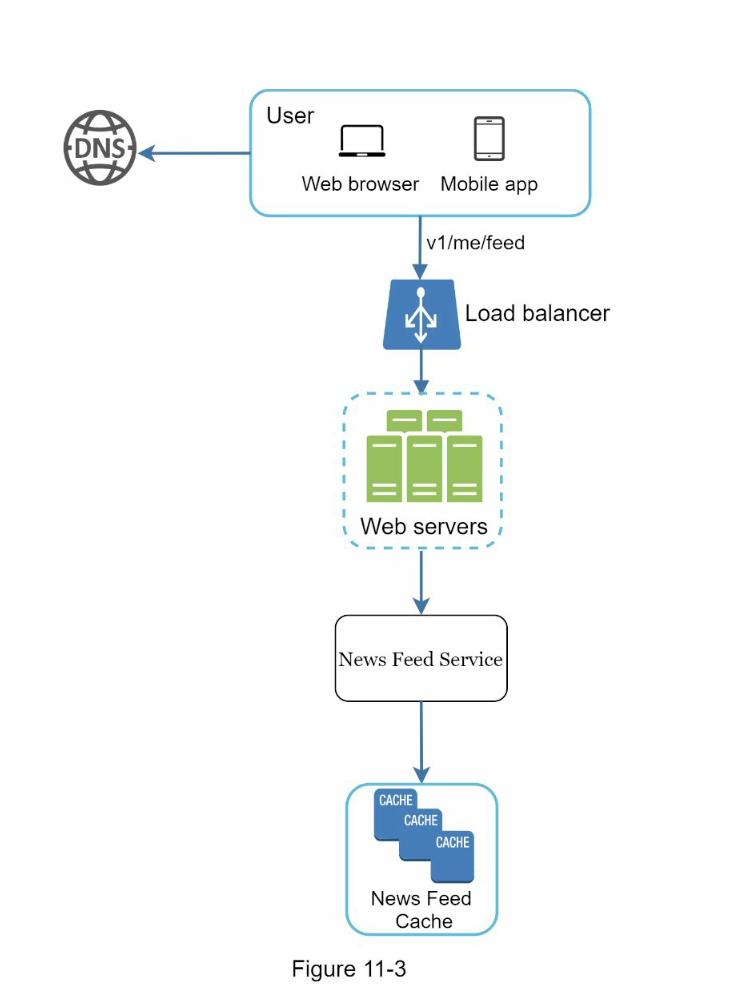 User
DNS
Web browser
Mobile app
v1/me/feed
Load balancer
Web servers
News Feed Service
CACHE
CACHE
CACHE
News Feed
Cache
Figure 11-3